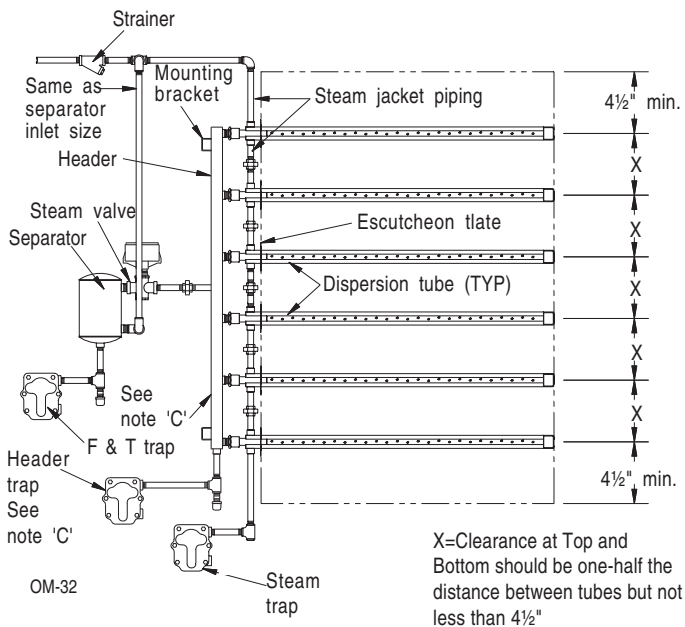 Strainer
Same as
separator
inlet size
Mounting
bracket
Steam jacket piping
4½" min.
Header
X
Steam valve
Separator
X
Escutcheon tlate
X
Dispersion tube (TYP)
X
See
note 'C'
X
F & T trap
Header
trap
See
note 'C'
4½" min.
Steam
trap
OM-32
X=Clearance at Top and
Bottom should be one-half the
distance between tubes but not
less than 4½"